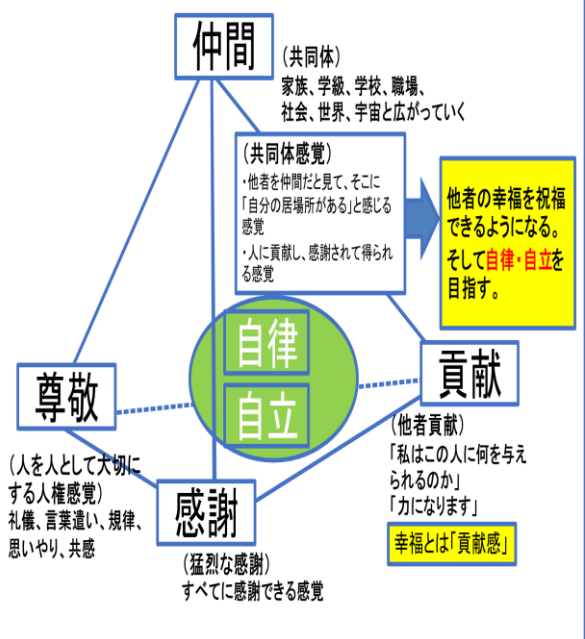 仲間
(共同体)
家族、学級、学校、職場、
社会、世界、宇宙と広がっていく
(共同体感覚)
・他者を仲間だと見て、そこに
「自分の居場所がある」と感じる
感覚
・人に貢献し、感謝されて得られ
る感覚
他者の幸福を祝福
できるようになる。
そして自律・自立を
目指す。
自律
自立
尊敬
(人を人として大切に
する人権感覚)
礼儀、言葉遣い、規律、
思いやり、共感
貢献
(他者貢献)
「私はこの人に何を与え
られるのか」
「力になります」
幸福とは「貢献感」
感謝
(猛烈な感謝)
すべてに感謝できる感覚